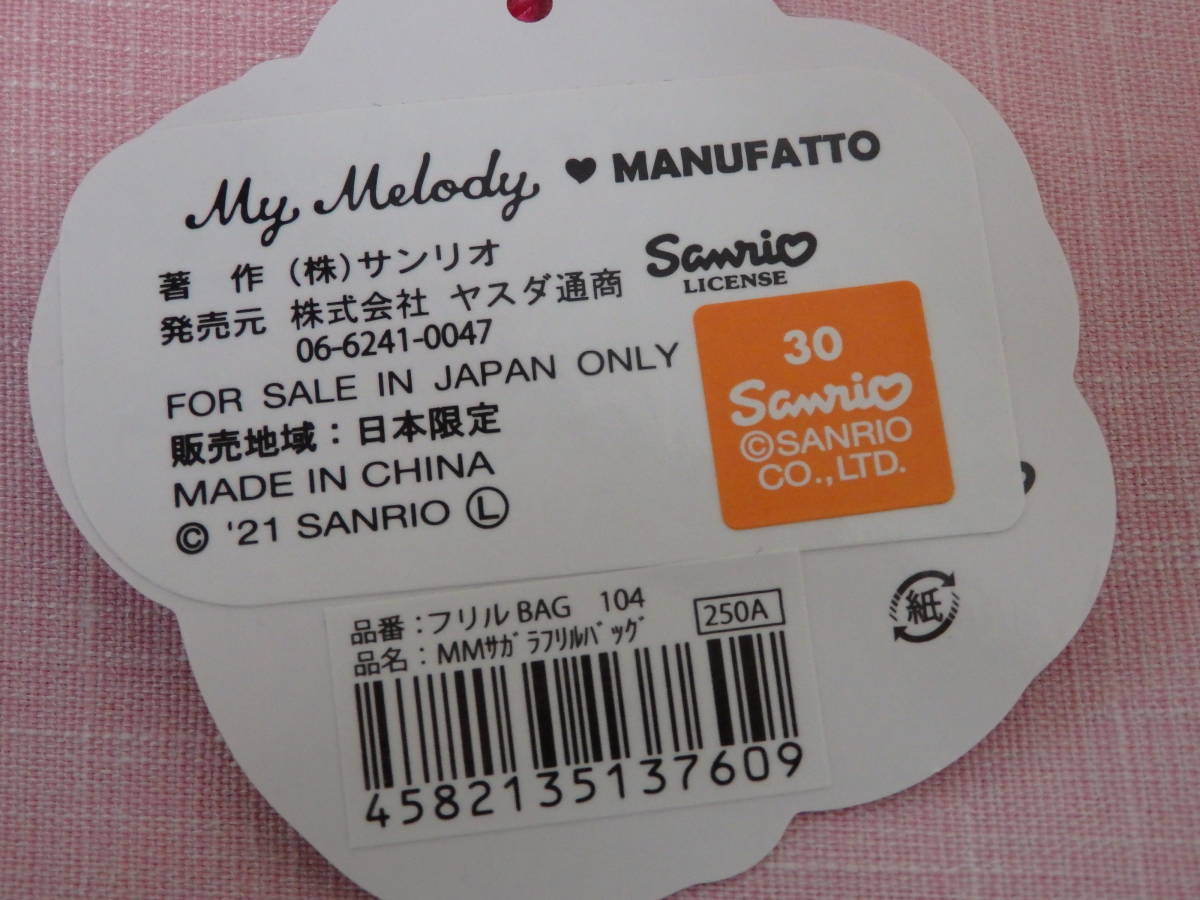 My Melody ♥ MANUFATTO
著 作 (株)サンリオ
発売元 株式会社 ヤスダ通商
06-6241-0047
Sanrio
LICENSE
FOR SALE IN JAPAN ONLY
販売地域:日本限定
MADE IN CHINA
© '21 SANRIO Ⓛ
30
Sanrio
©SANRIO
CO.,LTD.
紙
品番:フリルBAG 104
250A
品名:MMサガラフリルバッグ
4582135137609